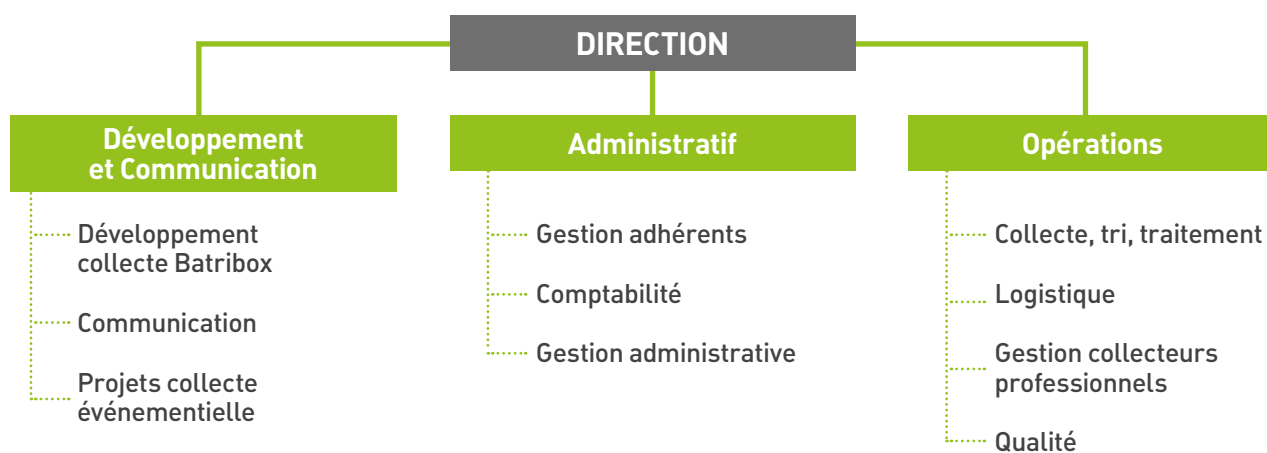 DIRECTION
Développement
et Communication
Développement
collecte Batribox
Communication
Projets collecte
événementielle
Administratif
Gestion adhérents
Comptabilité
Gestion administrative
Opérations
Collecte, tri, traitement
Logistique
Gestion collecteurs
professionnels
Qualité